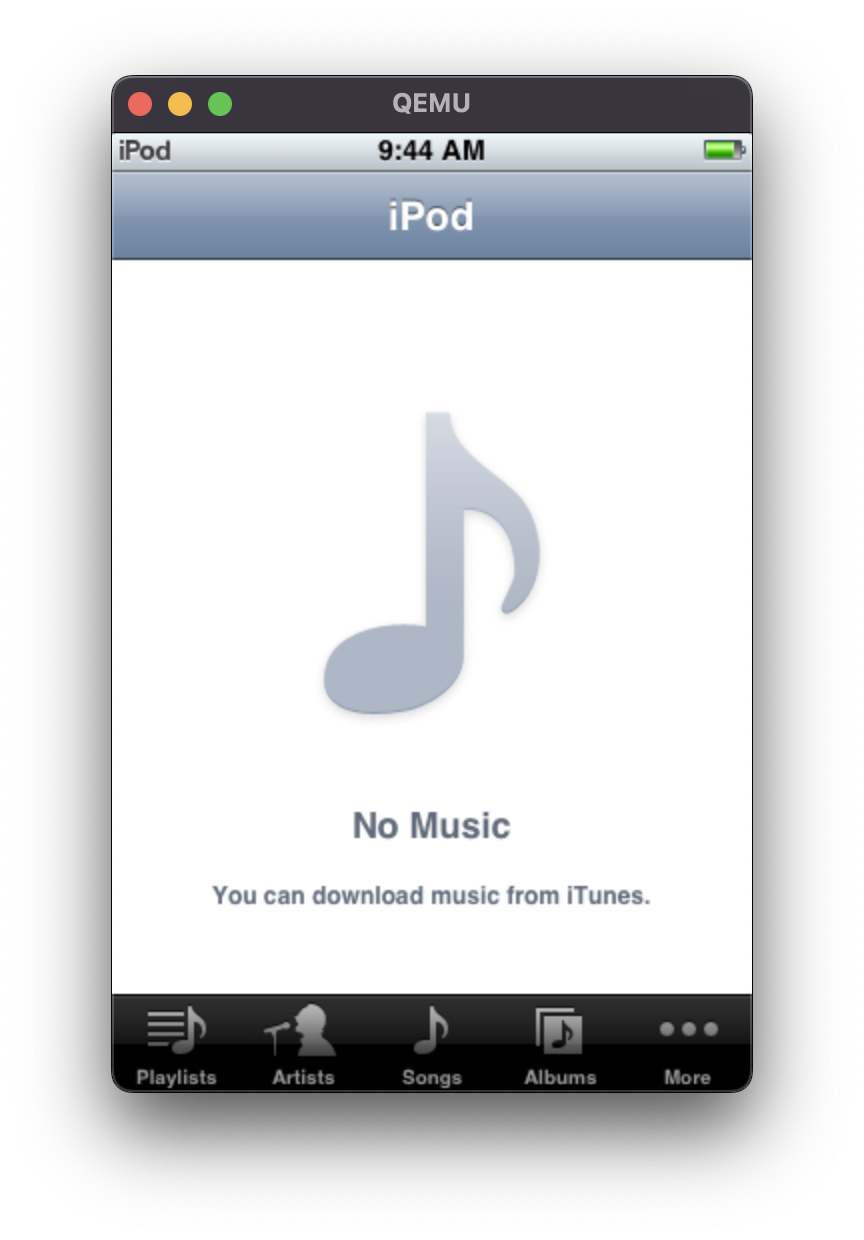 QEMU
iPod 9:44 AM
iPod
No Music
You can download music from iTunes.
Playlists Artists Songs Albums More